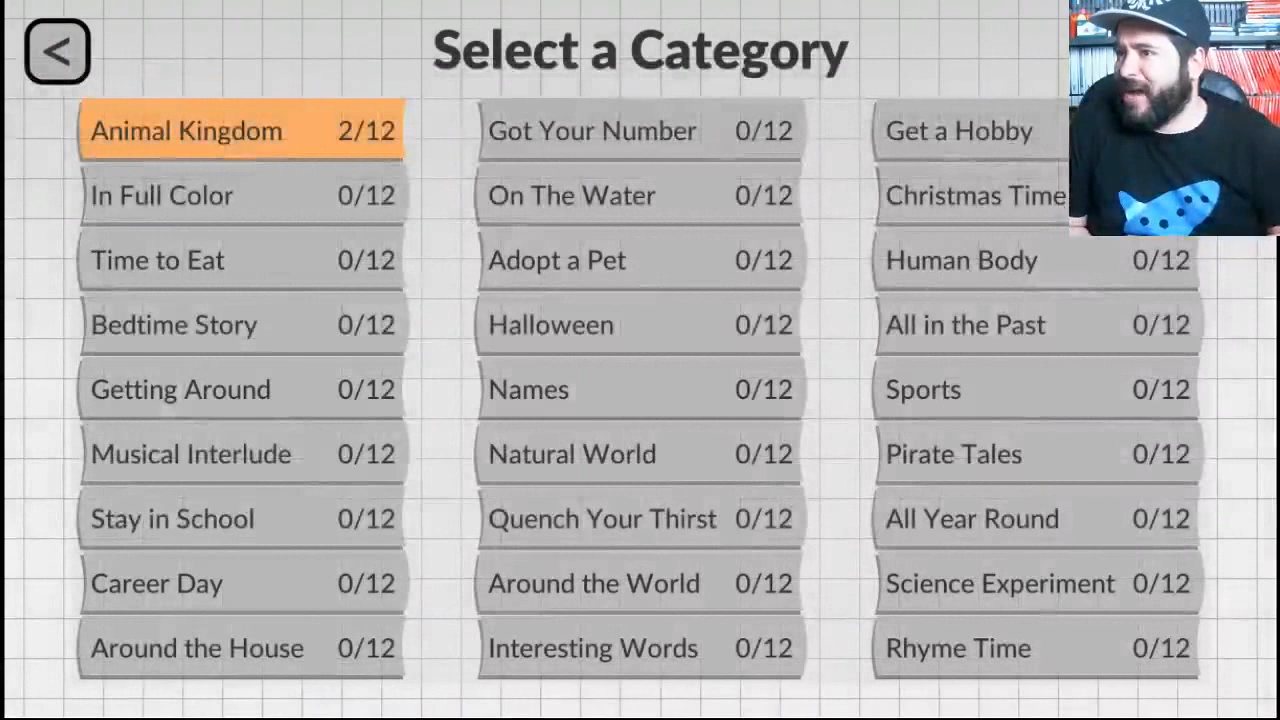 <
Select a Category
Animal Kingdom 2/12
In Full Color 0/12
Time to Eat 0/12
Bedtime Story 0/12
Getting Around 0/12
Musical Interlude 0/12
Stay in School 0/12
Career Day 0/12
Around the House 0/12
Got Your Number 0/12
On The Water 0/12
Adopt a Pet 0/12
Halloween 0/12
Names 0/12
Natural World 0/12
Quench Your Thirst 0/12
Around the World 0/12
Interesting Words 0/12
Get a Hobby
Christmas Time
Human Body 0/12
All in the Past 0/12
Sports 0/12
Pirate Tales 0/12
All Year Round 0/12
Science Experiment 0/12
Rhyme Time 0/12